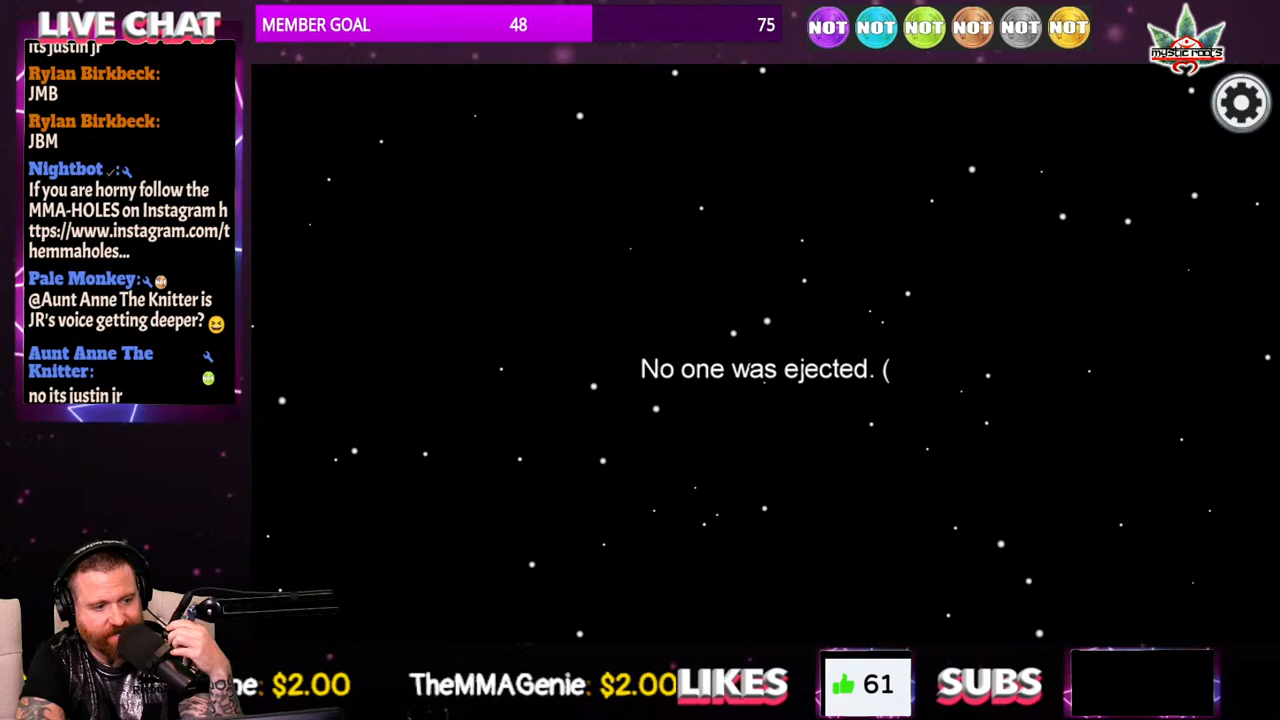 LIVE CHAT
MEMBER GOAL 48 75
NOT NOT NOT NOT NOT NOT
mystic roots
its justin jr
Rylan Birkbeck:
JMB
Rylan Birkbeck:
JBM
Nightbot :
If you are horny follow the
MMA-HOLES on Instagram h
ttps://www.instagram.com/t
hemmaholes...
Pale Monkey:
@Aunt Anne The Knitter is
JR's voice getting deeper?
Aunt Anne The
Knitter:
no its justin jr
No one was ejected. (
ne: $2.00 TheMMAGenie: $2.00
LIKES 61 SUBS